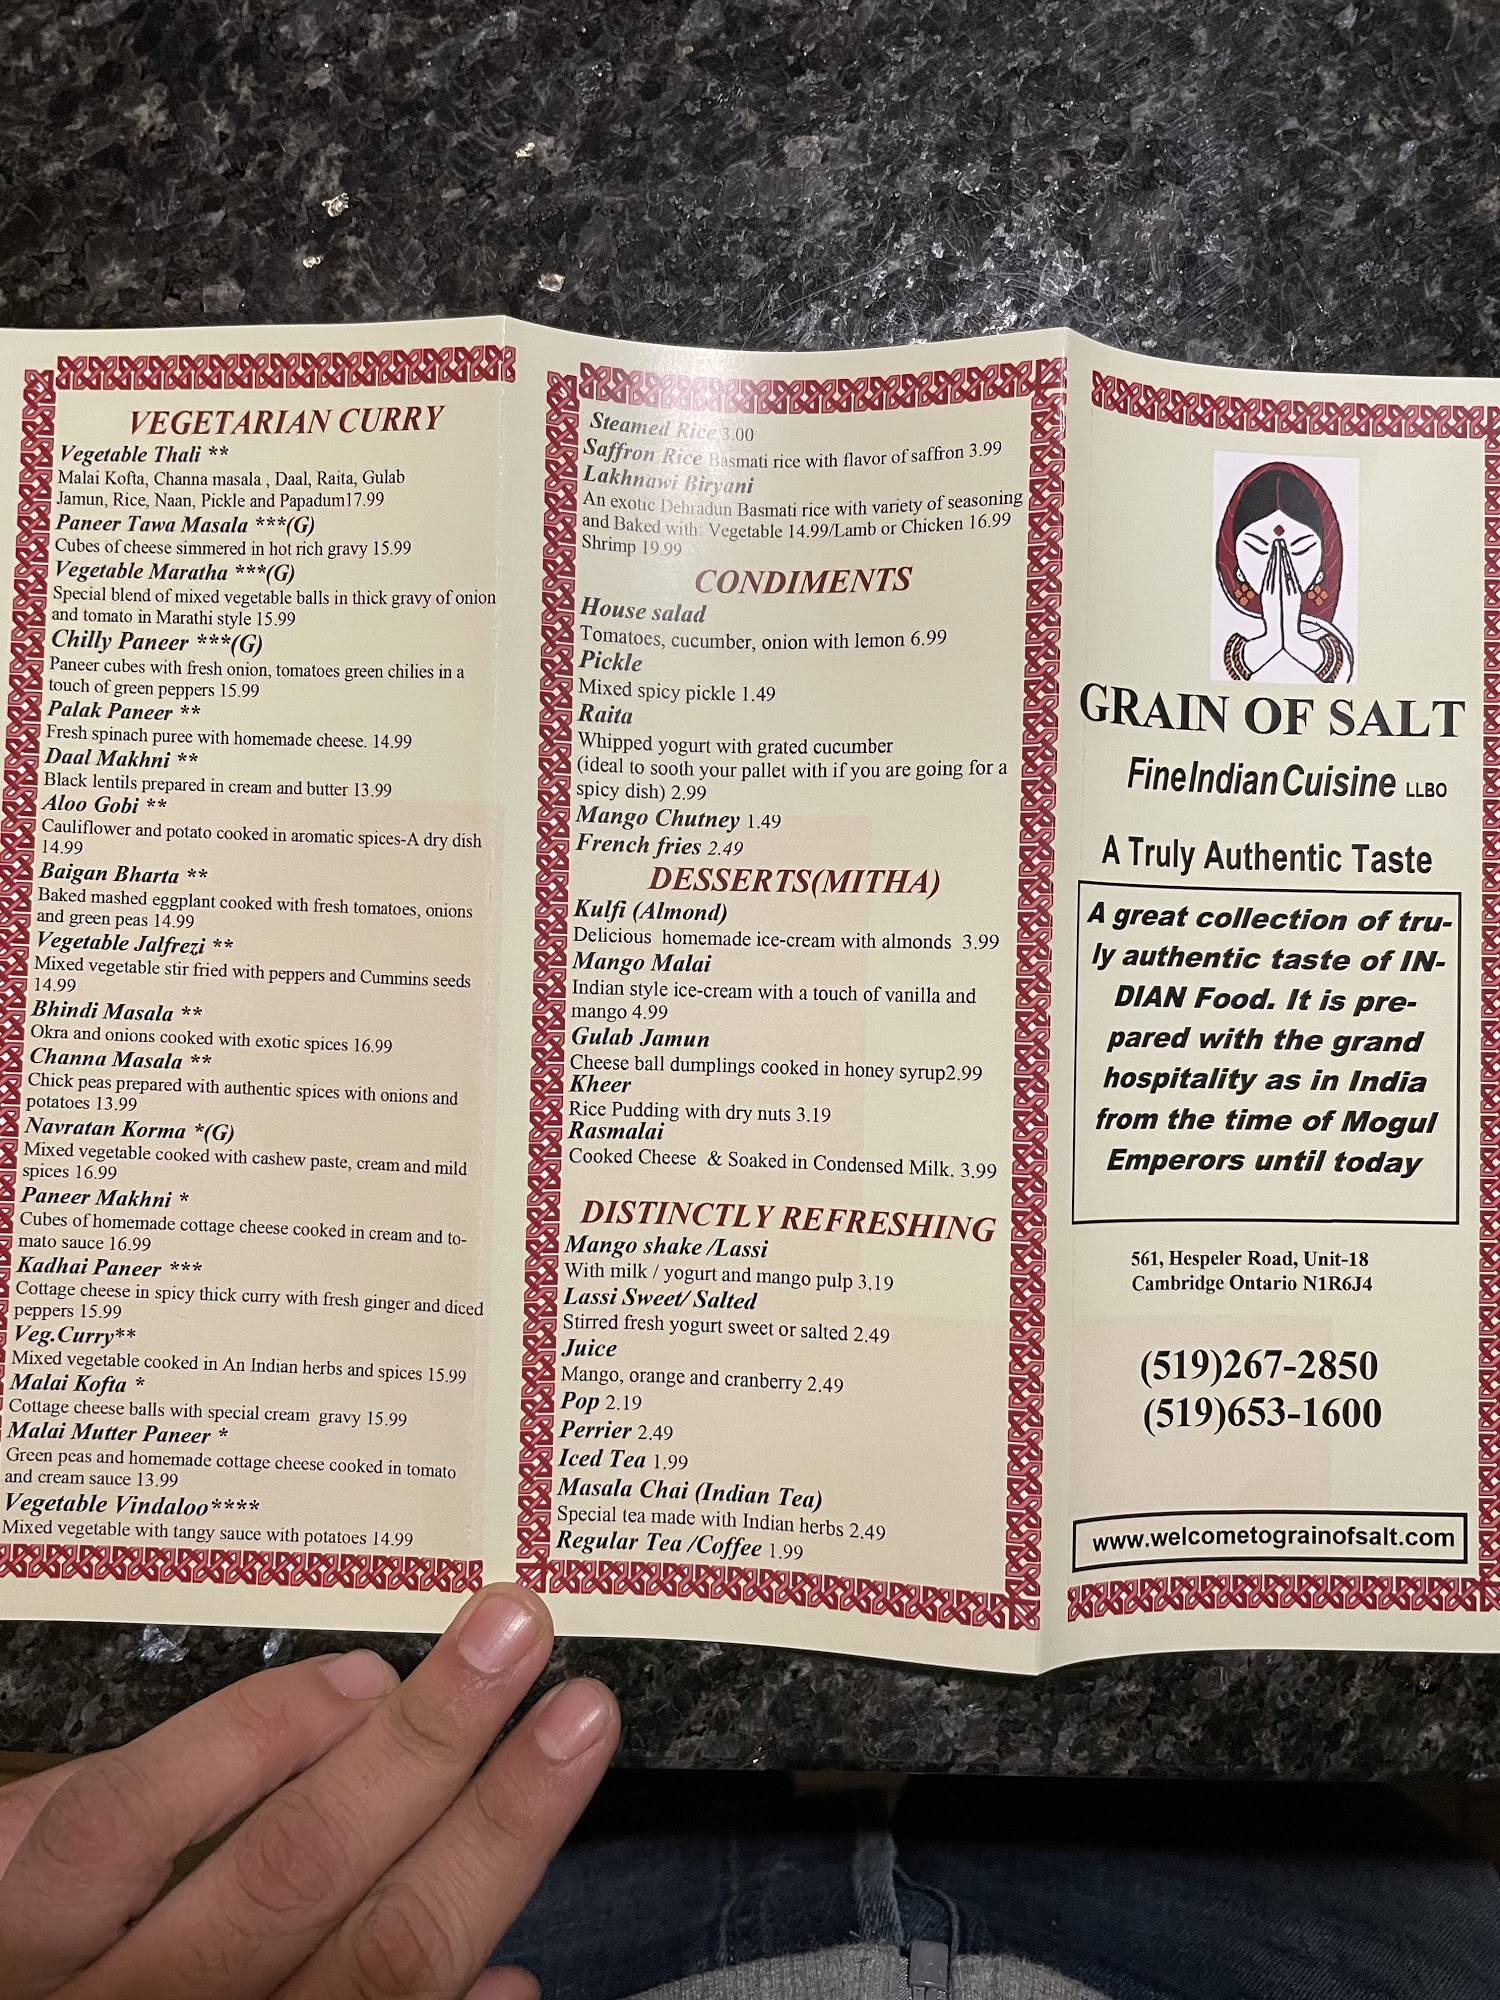 VEGETARIAN CURRY
Vegetable Thali **
Malai Kofta, Channa masala , Daal, Raita, Gulab
Jamun, Rice, Naan, Pickle and Papadum17.99
Paneer Tawa Masala ***(G)
Cubes of cheese simmered in hot rich gravy 15.99
Vegetable Maratha ***(G)
Special blend of mixed vegetable balls in thick gravy of onion
and tomato in Marathi style 15.99
Chilly Paneer ***(G)
Paneer cubes with fresh onion, tomatoes green chilies in a
touch of green peppers 15.99
Palak Paneer **
Fresh spinach puree with homemade cheese. 14.99
Daal Makhni **
Black lentils prepared in cream and butter 13.99
Aloo Gobi **
Cauliflower and potato cooked in aromatic spices-A dry dish
14.99
Baigan Bharta **
Baked mashed eggplant cooked with fresh tomatoes, onions
and green peas 14.99
Vegetable Jalfrezi **
Mixed vegetable stir fried with peppers and Cummins seeds
14.99
Bhindi Masala **
Okra and onions cooked with exotic spices 16.99
Channa Masala **
Chick peas prepared with authentic spices with onions and
potatoes 13.99
Navratan Korma *(G)
Mixed vegetable cooked with cashew paste, cream and mild
spices 16.99
Paneer Makhni *
Cubes of homemade cottage cheese cooked in cream and to-
mato sauce 16.99
Kadhai Paneer ***
Cottage cheese in spicy thick curry with fresh ginger and diced
peppers 15.99
Veg.Curry**
Mixed vegetable cooked in An Indian herbs and spices 15.99
Malai Kofta *
Cottage cheese balls with special cream gravy 15.99
Malai Mutter Paneer *
Green peas and homemade cottage cheese cooked in tomato
and cream sauce 13.99
Vegetable Vindaloo****
Mixed vegetable with tangy sauce with potatoes 14.99
Steamed Rice 3.00
Saffron Rice Basmati rice with flavor of saffron 3.99
Lakhnawi Biryani
An exotic Dehradun Basmati rice with variety of seasoning
and Baked with: Vegetable 14.99/Lamb or Chicken 16.99
Shrimp 19.99
CONDIMENTS
House salad
Tomatoes, cucumber, onion with lemon 6.99
Pickle
Mixed spicy pickle 1.49
Raita
Whipped yogurt with grated cucumber
(ideal to sooth your pallet with if you are going for a
spicy dish) 2.99
Mango Chutney 1.49
French fries 2.49
DESSERTS(MITHA)
Kulfi (Almond)
Delicious homemade ice-cream with almonds 3.99
Mango Malai
Indian style ice-cream with a touch of vanilla and
mango 4.99
Gulab Jamun
Cheese ball dumplings cooked in honey syrup2.99
Kheer
Rice Pudding with dry nuts 3.19
Rasmalai
Cooked Cheese & Soaked in Condensed Milk. 3.99
DISTINCTLY REFRESHING
Mango shake /Lassi
With milk / yogurt and mango pulp 3.19
Lassi Sweet/ Salted
Stirred fresh yogurt sweet or salted 2.49
Juice
Mango, orange and cranberry 2.49
Pop 2.19
Perrier 2.49
Iced Tea 1.99
Masala Chai (Indian Tea)
Special tea made with Indian herbs 2.49
Regular Tea /Coffee 1.99
GRAIN OF SALT
Fine Indian Cuisine LLBO
A Truly Authentic Taste
A great collection of tru-
ly authentic taste of IN-
DIAN Food. It is pre-
pared with the grand
hospitality as in India
from the time of Mogul
Emperors until today
561, Hespeler Road, Unit-18
Cambridge Ontario N1R6J4
(519)267-2850
(519)653-1600
www.welcometograinofsalt.com